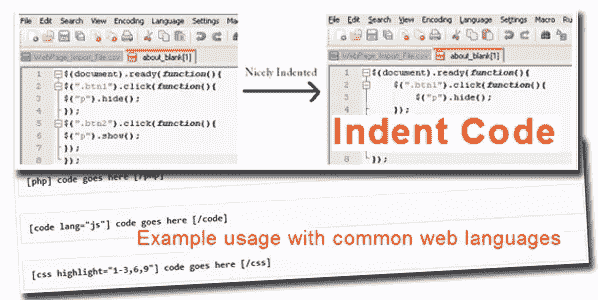 File Edit Search View Encoding Language Settings Mac
WebPage_Import_File.csv about_blank[1]
1 $(document).ready(function(){
2 $(".btn1").click(function(){
3 $("p").hide();
4 });
5 $(".btn2").click(function(){
6 $("p").show();
7 });
8 });
Nicely Indented
File Edit Search View Encoding Language Settings Macro Ru
WebPage_Import_File.csv about_blank[1]
1 $(document).ready(function(){
2 $(".btn1").click(function(){
3 $("p").hide();
4 });
Indent Code
8 });
[php] code goes here [/php]
[code lang="js"] code goes here [/code]
Example usage with common web languages
[css highlight="1-3,6,9"] code goes here [/css]